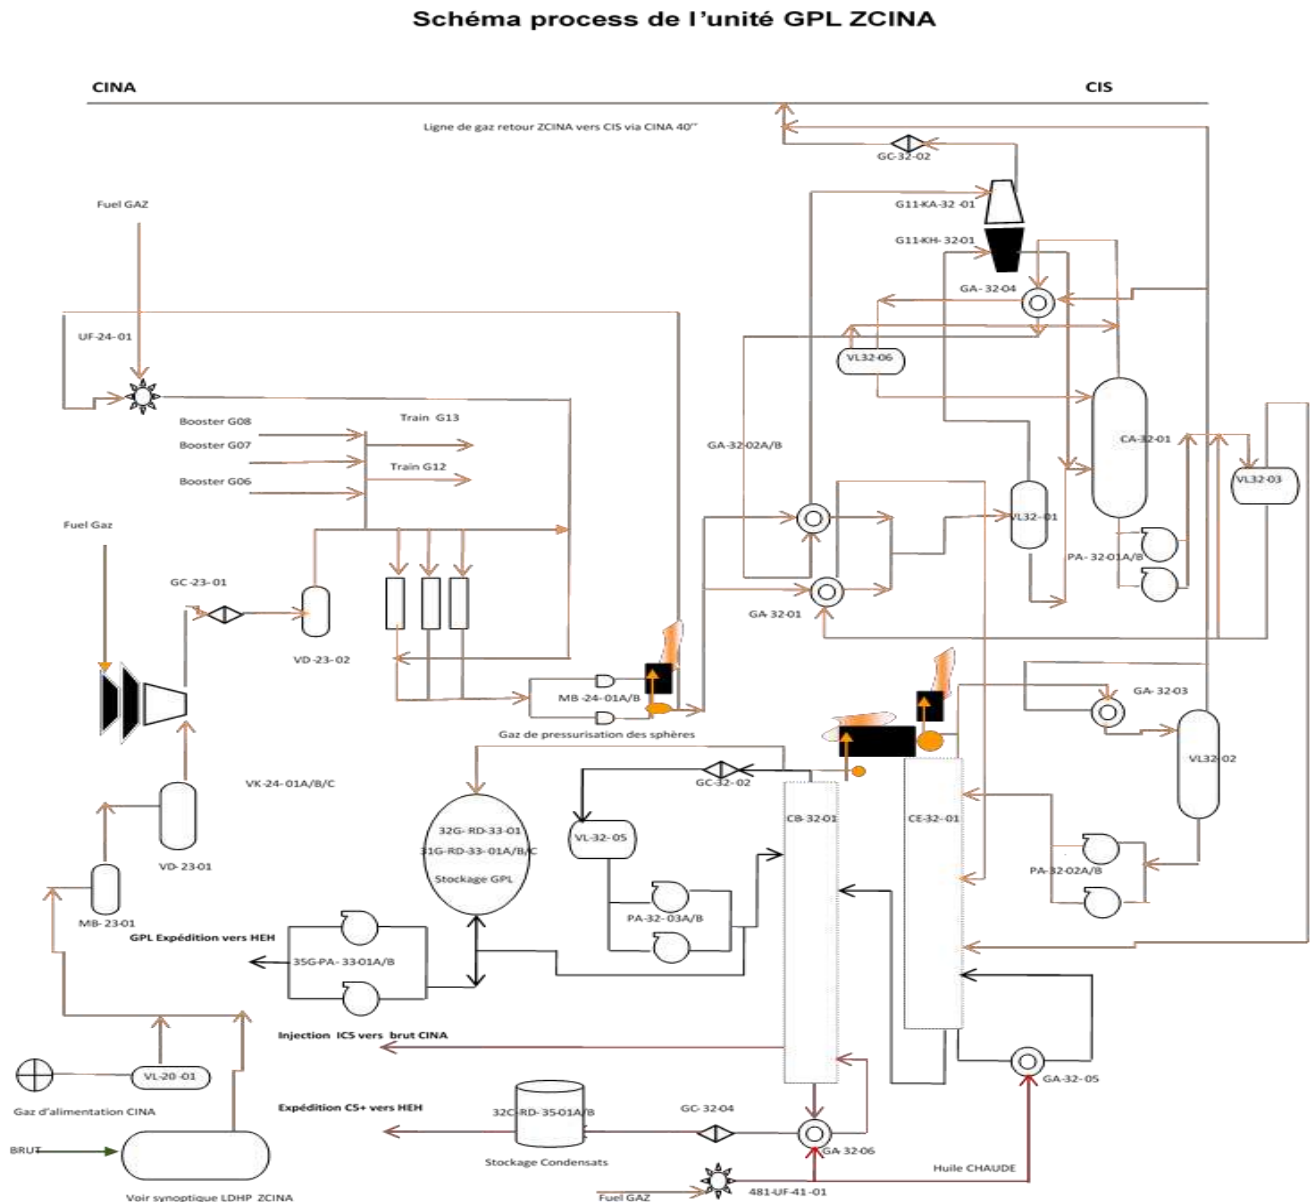 Schéma process de l'unité GPL ZCINA
CINA
CIS
Ligne de gaz retour ZCINA vers CIS via CINA 40''
GC-32-02
G11-KA-32-01
Fuel GAZ
G11-KH-32-01
GA-32-04
UF-24-01
VL32-06
Booster G08
Train G13
Booster G07
GA-32-02A/B
CA-32-01
Train G12
Booster G06
VL32-03
Fuel Gaz
VL32-01
PA-32-01A/B
GC-23-01
GA-32-01
VD-23-02
MB-24-01A/B
GA-32-03
Gaz de pressurisation des sphères
VL32-02
VK-24-01A/B/C
GC-32-02
CB-32-01
CE-32-01
32G-RD-33-01
VL-32-05
31G-RD-33-01A/B/C
VD-23-01
PA-32-02A/B
Stockage GPL
MB-23-01
PA-32-03A/B
GPL Expédition vers HEH
35G-PA-33-01A/B
Injection IC5 vers brut CINA
VL-20-01
GA-32-05
Gaz d'alimentation CINA
Expédition C5+ vers HEH
32C-RD-35-01A/B
GC-32-04
BRUT
GA-32-06
Stockage Condensats
Huile CHAUDE
Voir synoptique LDHP ZCINA
Fuel GAZ
481-UF-41-01